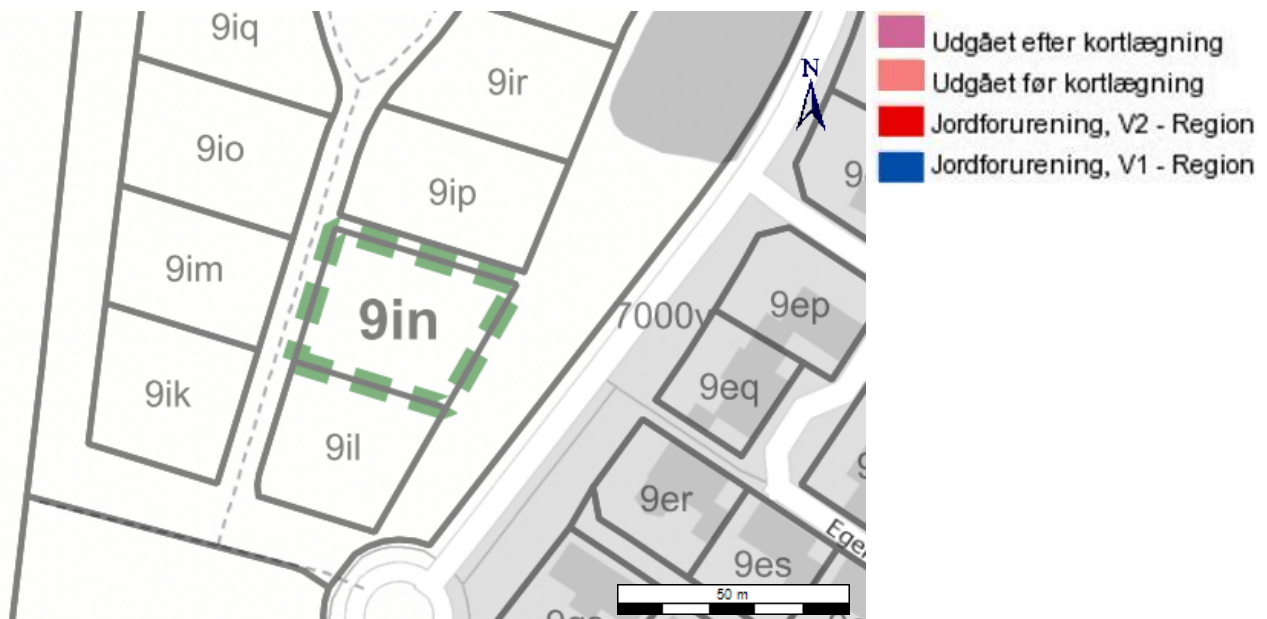 9iq
Udgået efter kortlægning
N
9ir
Udgået før kortlægning
Jordforurening, V2 - Region
9io
Jordforurening, V1 - Region
9ip
9im
9in
7000v
9ep
9ik
9eq
9il
9er
9es
50 m